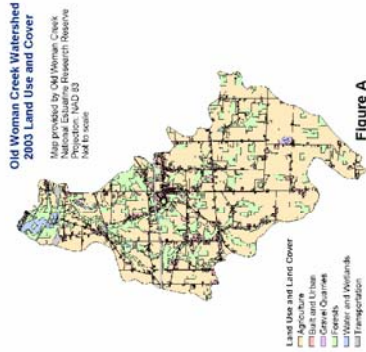 Old Woman Creek Watershed
2003 Land Use and Cover
Map provided by Old Woman Creek
National Estuarine Research Reserve
Projection: NAD 83
Not to scale
Land Use and Land Cover
Agriculture
Built and Urban
Gravel Quarries
Forests
Water and Wetlands
Transportation
Figure A